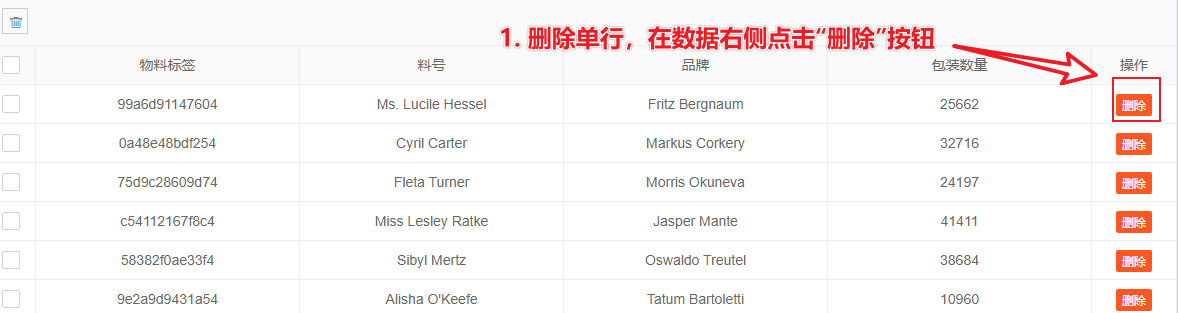 1. 删除单行，在数据右侧点击“删除”按钮
物料标签 料号 品牌 包装数量 操作
99a6d91147604 Ms. Lucile Hessel Fritz Bergnaum 25662 删除
0a48e48bdf254 Cyril Carter Markus Corkery 32716 删除
75d9c28609d74 Fleta Turner Morris Okuneva 24197 删除
c54112167f8c4 Miss Lesley Ratke Jasper Mante 41411 删除
58382f0ae33f4 Sibyl Mertz Oswaldo Treutel 38684 删除
9e2a9d9431a54 Alisha O'Keefe Tatum Bartoletti 10960 删除